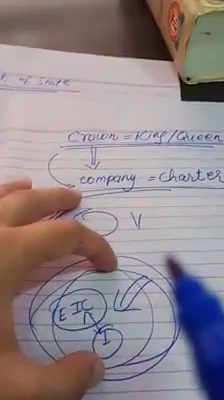 of State
Crown = King/Queen
company = Charter
V
EIC
I